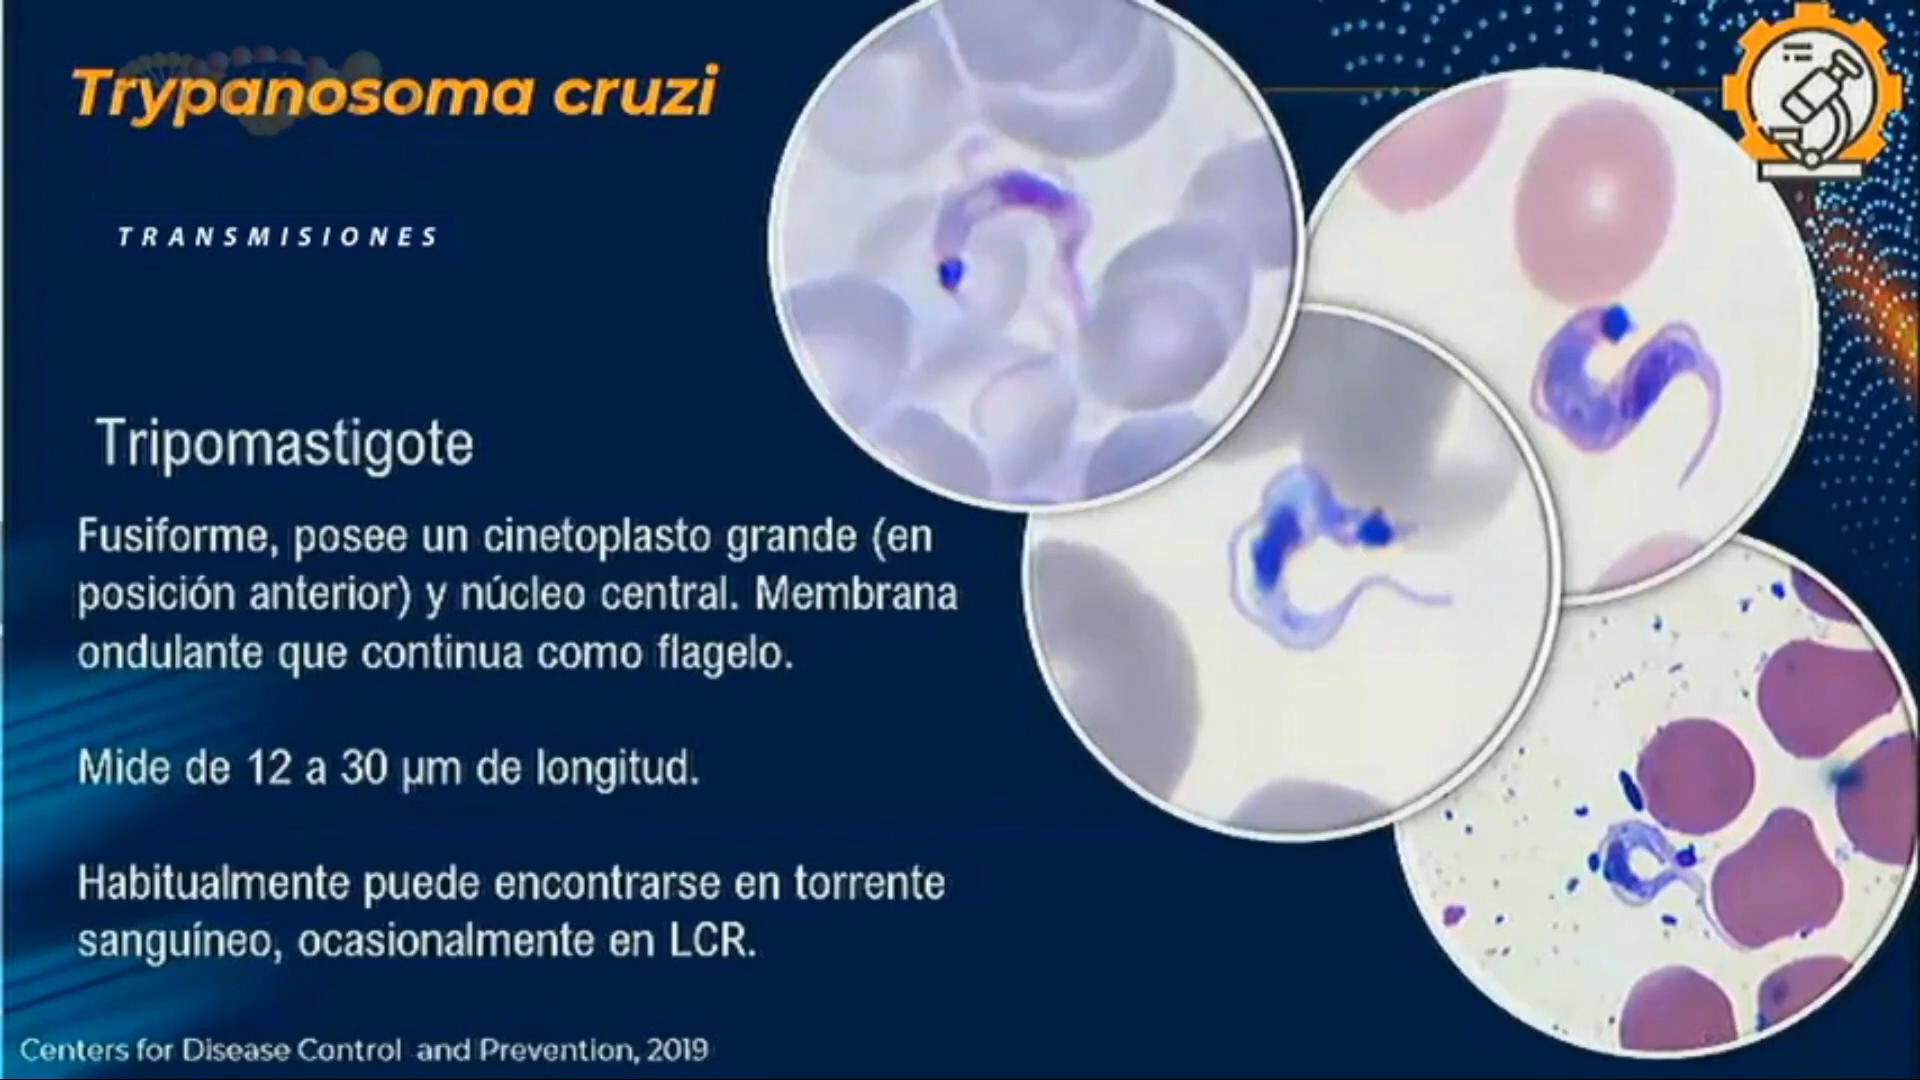 Trypanosoma cruzi
TRANSMISIONES
Tripomastigote
Fusiforme, posee un cinetoplasto grande (en
posición anterior) y núcleo central. Membrana
ondulante que continua como flagelo.
Mide de 12 a 30 μm de longitud.
Habitualmente puede encontrarse en torrente
sanguíneo, ocasionalmente en LCR.
Centers for Disease Control and Prevention, 2019